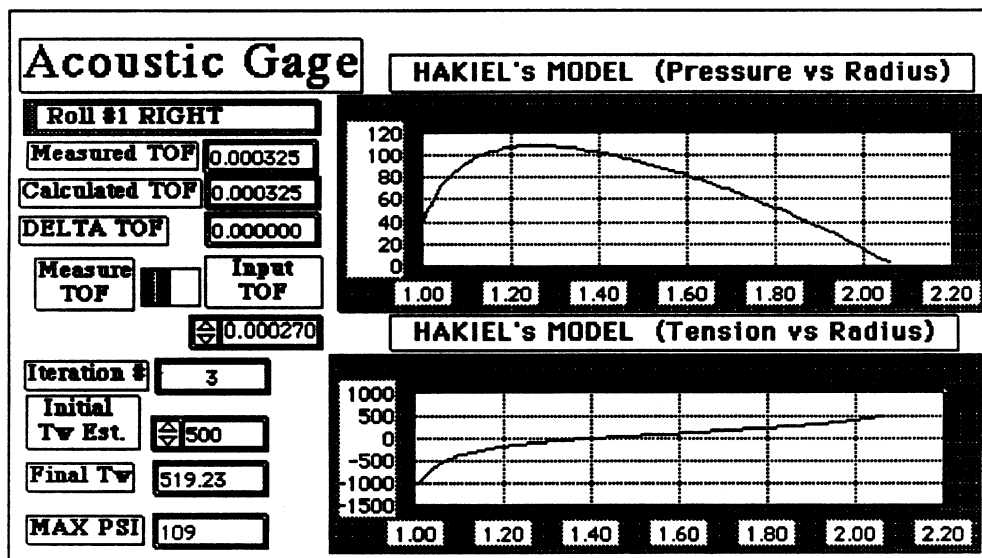 Acoustic Gage
Roll #1 RIGHT
Measured TOF 0.000325
Calculated TOF 0.000325
DELTA TOF 0.000000
Measure TOF
Input TOF
0.000270
Iteration # 3
Initial Tw Est. 500
Final Tw 519.23
MAX PSI 109
HAKIEL's MODEL (Pressure vs Radius)
120
100
80
60
40
20
0
1.00 1.20 1.40 1.60 1.80 2.00 2.20
HAKIEL's MODEL (Tension vs Radius)
1000
500
0
-500
-1000
-1500
1.00 1.20 1.40 1.60 1.80 2.00 2.20